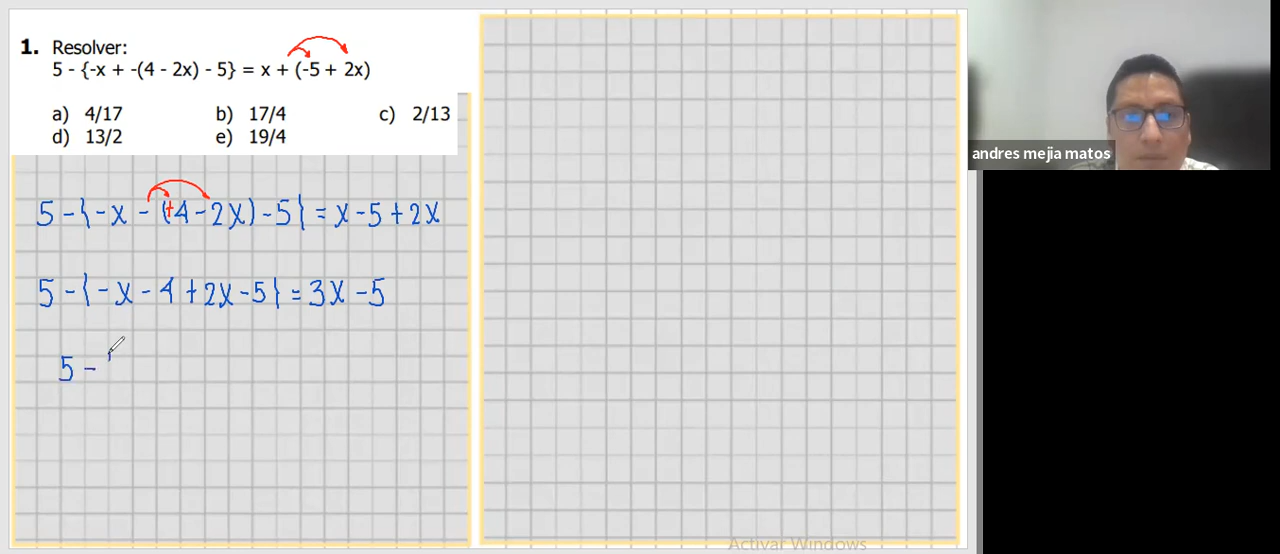 1. Resolver:
5 - {-x + -(4 - 2x) - 5} = x + (-5 + 2x)
a) 4/17 b) 17/4 c) 2/13
d) 13/2 e) 19/4
5 - { - x - (+4 - 2x) - 5} = x - 5 + 2x
5 - { - x - 4 + 2x - 5} = 3x - 5
5 -
andres mejia matos
Activar Windows